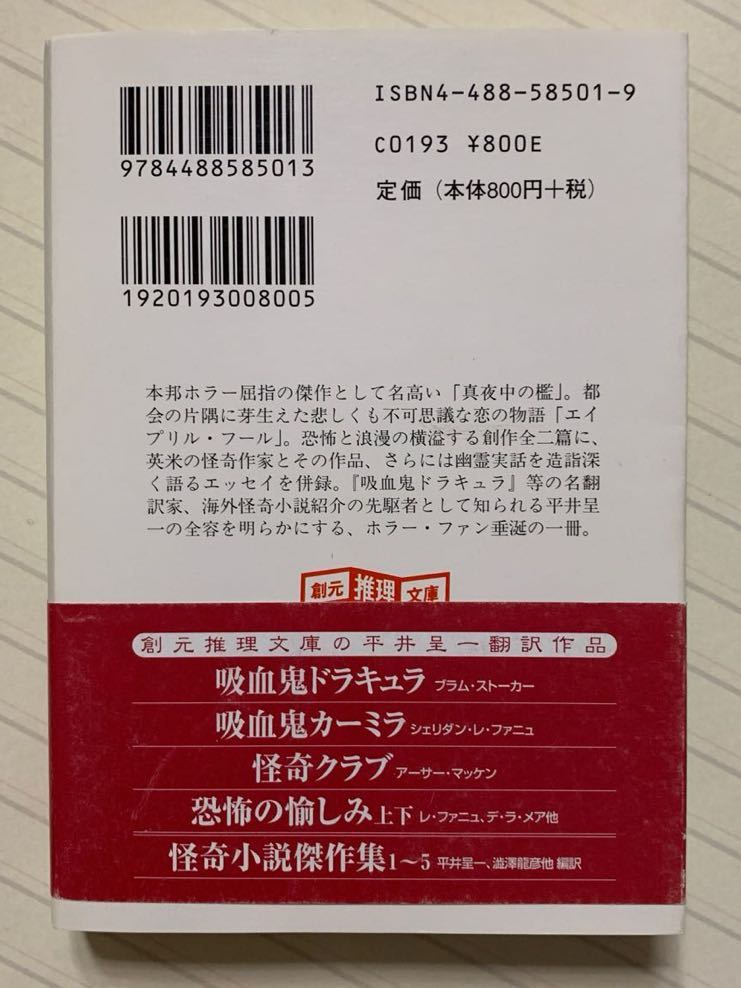 ISBN4-488-58501-9
9784488585013
C0193 ¥800E
定価（本体800円＋税）
1920193008005
本邦ホラー屈指の傑作として名高い「真夜中の檻」。都
会の片隅に芽生えた悲しくも不可思議な恋の物語「エイ
プリル・フール」。恐怖と浪漫の横溢する創作全二篇に、
英米の怪奇作家とその作品、さらには幽霊実話を造詣深
く語るエッセイを併録。『吸血鬼ドラキュラ』等の名翻
訳家、海外怪奇小説紹介の先駆者として知られる平井呈
一の全容を明らかにする、ホラー・ファン垂涎の一冊。
創元推理文庫
創元推理文庫の平井呈一翻訳作品
吸血鬼ドラキュラ ブラム・ストーカー
吸血鬼カーミラ シェリダン・レ・ファニュ
怪奇クラブ アーサー・マッケン
恐怖の愉しみ上下 レ・ファニュ、デ・ラ・メア他
怪奇小説傑作集1〜5 平井呈一、澁澤龍彦他 編訳